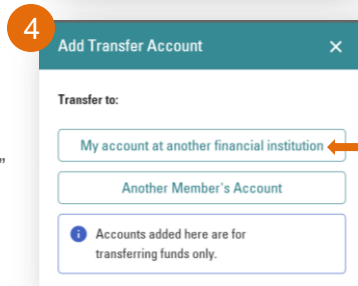 4
Add Transfer Account ×
Transfer to:
My account at another financial institution
”
Another Member's Account
i Accounts added here are for
transferring funds only.